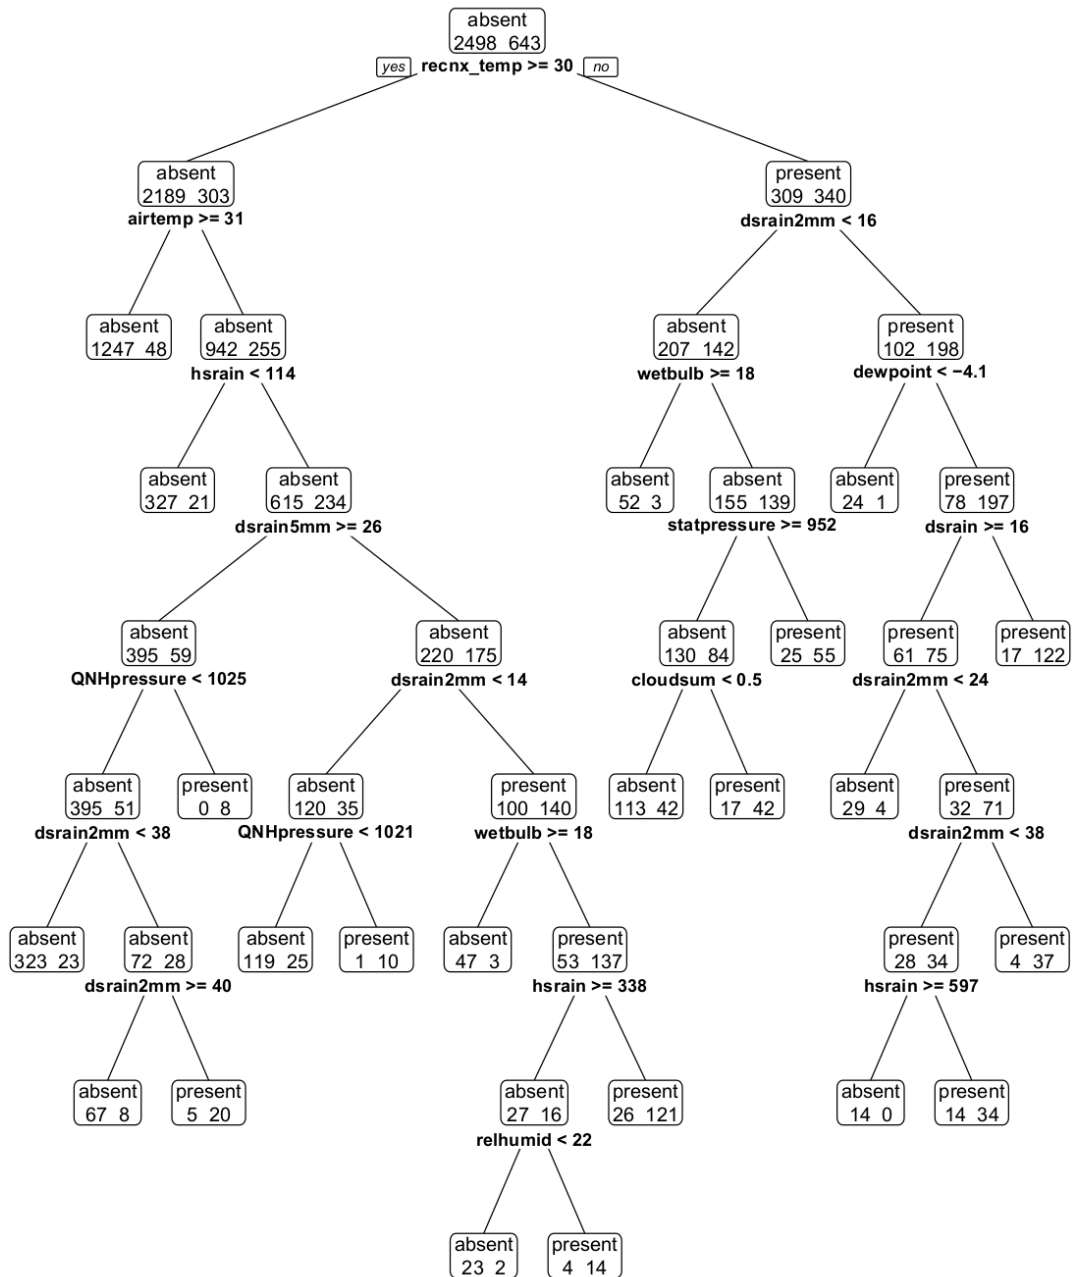 absent
2498 643
yes recnx_temp >= 30 no
absent present
2189 303 309 340
airtemp >= 31 dsrain2mm < 16
absent absent absent present
1247 48 942 255 207 142 102 198
hsrain < 114 wetbulb >= 18 dewpoint < −4.1
absent absent absent absent absent present
327 21 615 234 52 3 155 139 24 1 78 197
dsrain5mm >= 26 statpressure >= 952 dsrain >= 16
absent absent absent present present present
395 59 220 175 130 84 25 55 61 75 17 122
QNHpressure < 1025 dsrain2mm < 14 cloudsum < 0.5 dsrain2mm < 24
absent present absent present absent present absent present
395 51 0 8 120 35 100 140 113 42 17 42 29 4 32 71
dsrain2mm < 38 QNHpressure < 1021 wetbulb >= 18 dsrain2mm < 38
absent absent absent present absent present present present
323 23 72 28 119 25 1 10 47 3 53 137 28 34 4 37
dsrain2mm >= 40 hsrain >= 338 hsrain >= 597
absent present absent present absent present
67 8 5 20 27 16 26 121 14 0 14 34
relhumid < 22
absent present
23 2 4 14